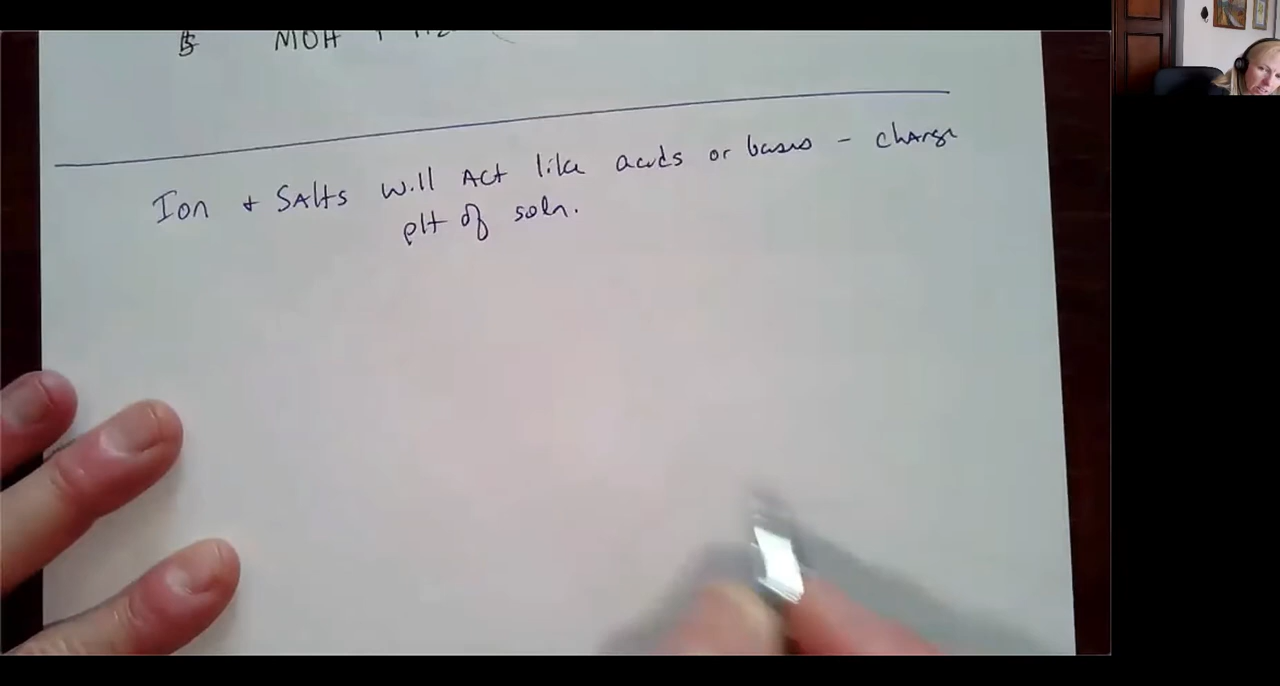 MOH +
Ion + Salts will Act like acids or bases - change
pH of soln.